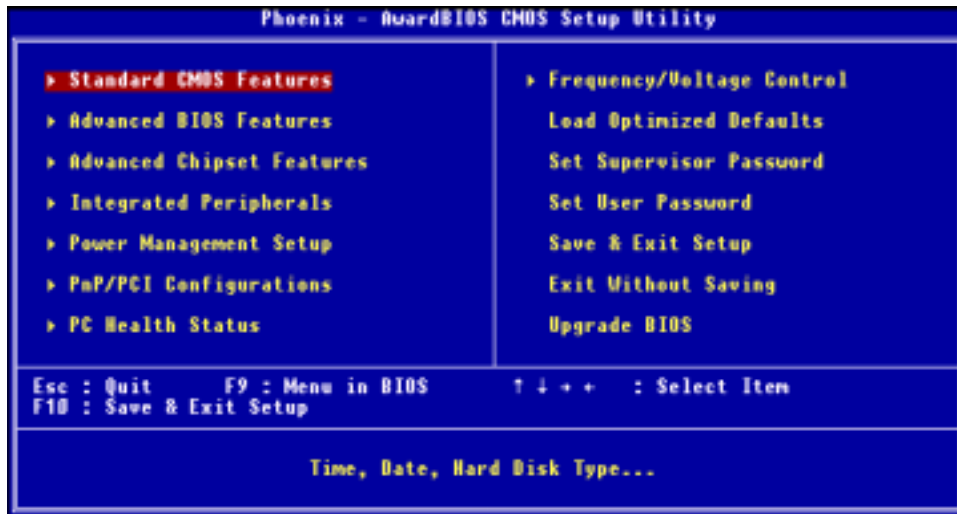 Phoenix - AwardBIOS CMOS Setup Utility
Standard CMOS Features
Advanced BIOS Features
Advanced Chipset Features
Integrated Peripherals
Power Management Setup
PnP/PCI Configurations
PC Health Status
Frequency/Voltage Control
Load Optimized Defaults
Set Supervisor Password
Set User Password
Save & Exit Setup
Exit Without Saving
Upgrade BIOS
Esc : Quit F9 : Menu in BIOS ↑ ↓ → ← : Select Item
F10 : Save & Exit Setup
Time, Date, Hard Disk Type...